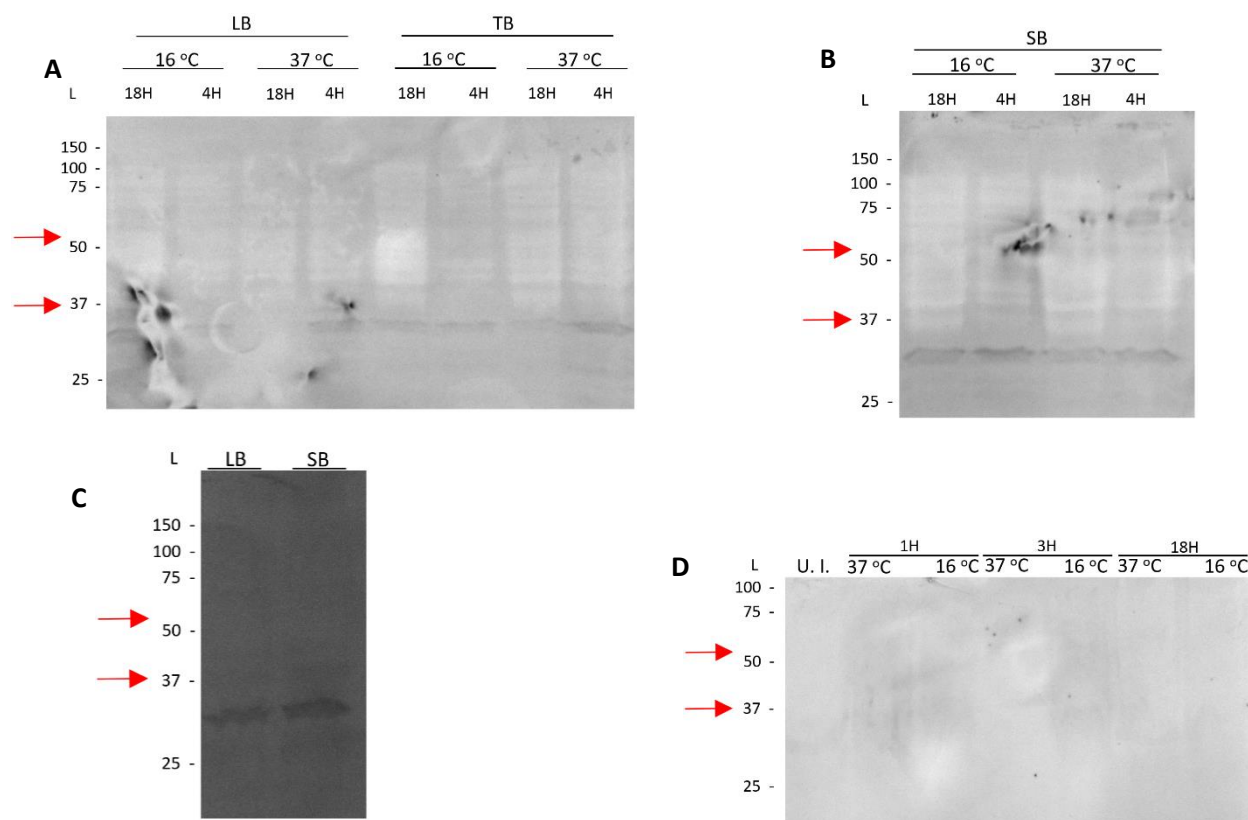 LB TB
A 16 °C 37 °C 16 °C 37 °C
L 18H 4H 18H 4H 18H 4H 18H 4H
150 -
100 -
75 -
50 -
37 -
25 -
SB
B 16 °C 37 °C
L 18H 4H 18H 4H
150 -
100 -
75 -
50 -
37 -
25 -
C L LB SB
150 -
100 -
75 -
50 -
37 -
25 -
1H 3H 18H
D L U. I. 37 °C 16 °C 37 °C 16 °C 37 °C 16 °C
100 -
75 -
50 -
37 -
25 -